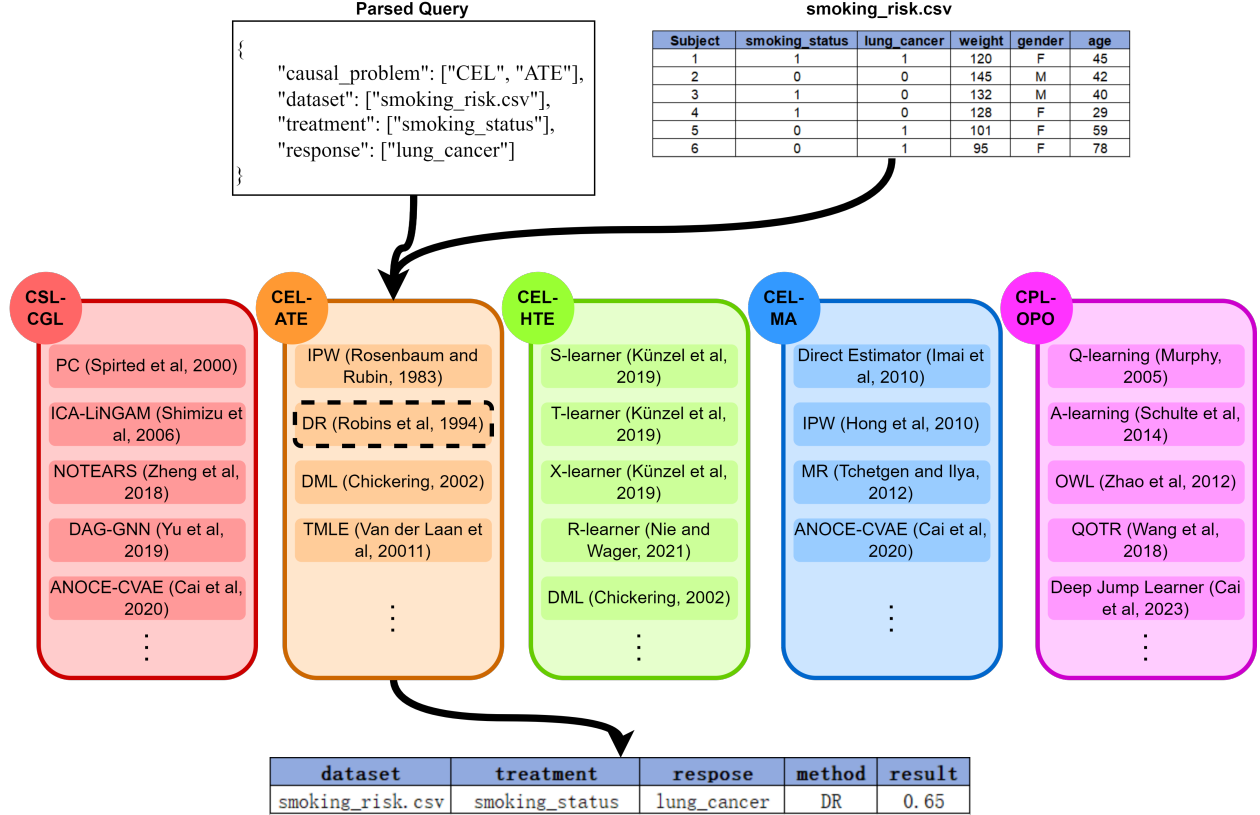 Parsed Query
{
"causal_problem": ["CEL", "ATE"],
"dataset": ["smoking_risk.csv"],
"treatment": ["smoking_status"],
"response": ["lung_cancer"]
}
smoking_risk.csv
Subject smoking_status lung_cancer weight gender age
1 1 1 120 F 45
2 0 0 145 M 42
3 1 0 132 M 40
4 1 0 128 F 29
5 0 1 101 F 59
6 0 1 95 F 78
CSL-
CGL
PC (Spirted et al, 2000)
ICA-LiNGAM (Shimizu et
al, 2006)
NOTEARS (Zheng et al,
2018)
DAG-GNN (Yu et al,
2019)
ANOCE-CVAE (Cai et al,
2020)
⋮
CEL-
ATE
IPW (Rosenbaum and
Rubin, 1983)
DR (Robins et al, 1994)
DML (Chickering, 2002)
TMLE (Van der Laan et
al, 20011)
⋮
CEL-
HTE
S-learner (Künzel et al,
2019)
T-learner (Künzel et al,
2019)
X-learner (Künzel et al,
2019)
R-learner (Nie and
Wager, 2021)
DML (Chickering, 2002)
⋮
CEL-
MA
Direct Estimator (Imai et
al, 2010)
IPW (Hong et al, 2010)
MR (Tchetgen and Ilya,
2012)
ANOCE-CVAE (Cai et al,
2020)
⋮
CPL-
OPO
Q-learning (Murphy,
2005)
A-learning (Schulte et al,
2014)
OWL (Zhao et al, 2012)
QOTR (Wang et al,
2018)
Deep Jump Learner (Cai
et al, 2023)
⋮
dataset treatment respose method result
smoking_risk.csv smoking_status lung_cancer DR 0.65